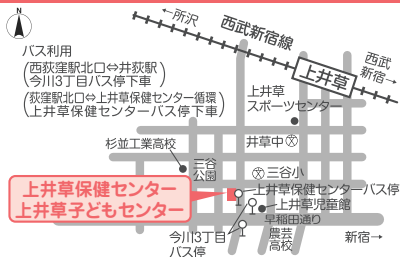 N
←所沢
西武新宿線
西武
新宿→
上井草
バス利用
(西荻窪駅北口⇔井荻駅
今川3丁目バス停下車)
(荻窪駅北口⇔上井草保健センター循環
上井草保健センターバス停下車)
上井草
スポーツセンター
井草中 文
杉並工業高校
三谷
公園
文 三谷小
上井草保健センター
上井草子どもセンター
上井草保健センターバス停
上井草児童館
早稲田通り
今川3丁目
バス停
農芸
高校
新宿→